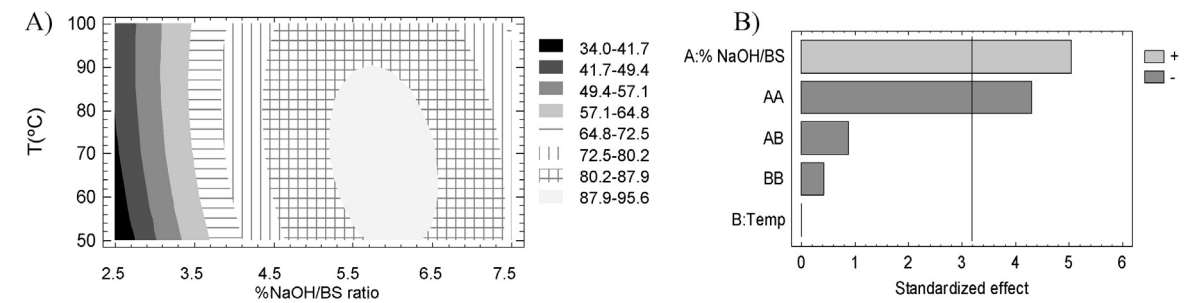 A)
T(ºC)
100
90
80
70
60
50
2.5 3.5 4.5 5.5 6.5 7.5
%NaOH/BS ratio
34.0-41.7
41.7-49.4
49.4-57.1
57.1-64.8
64.8-72.5
72.5-80.2
80.2-87.9
87.9-95.6
B)
A:% NaOH/BS
AA
AB
BB
B:Temp
0 1 2 3 4 5 6
Standardized effect
+
-